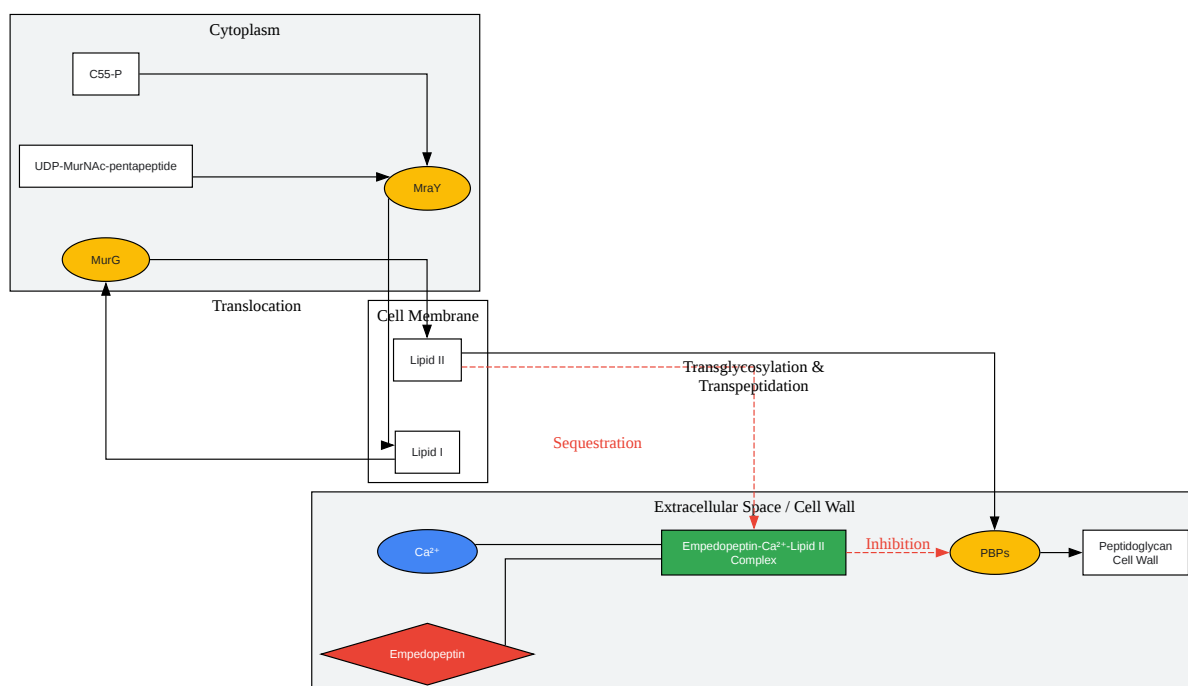 Cytoplasm
C55-P
UDP-MurNAc-pentapeptide
MraY
MurG
Translocation
Cell Membrane
Lipid II
Transglycosylation &
Transpeptidation
Sequestration
Lipid I
Extracellular Space / Cell Wall
Ca²⁺
Empedopeptin-Ca²⁺-Lipid II
Complex
Inhibition
PBPs
Peptidoglycan
Cell Wall
Empedopeptin